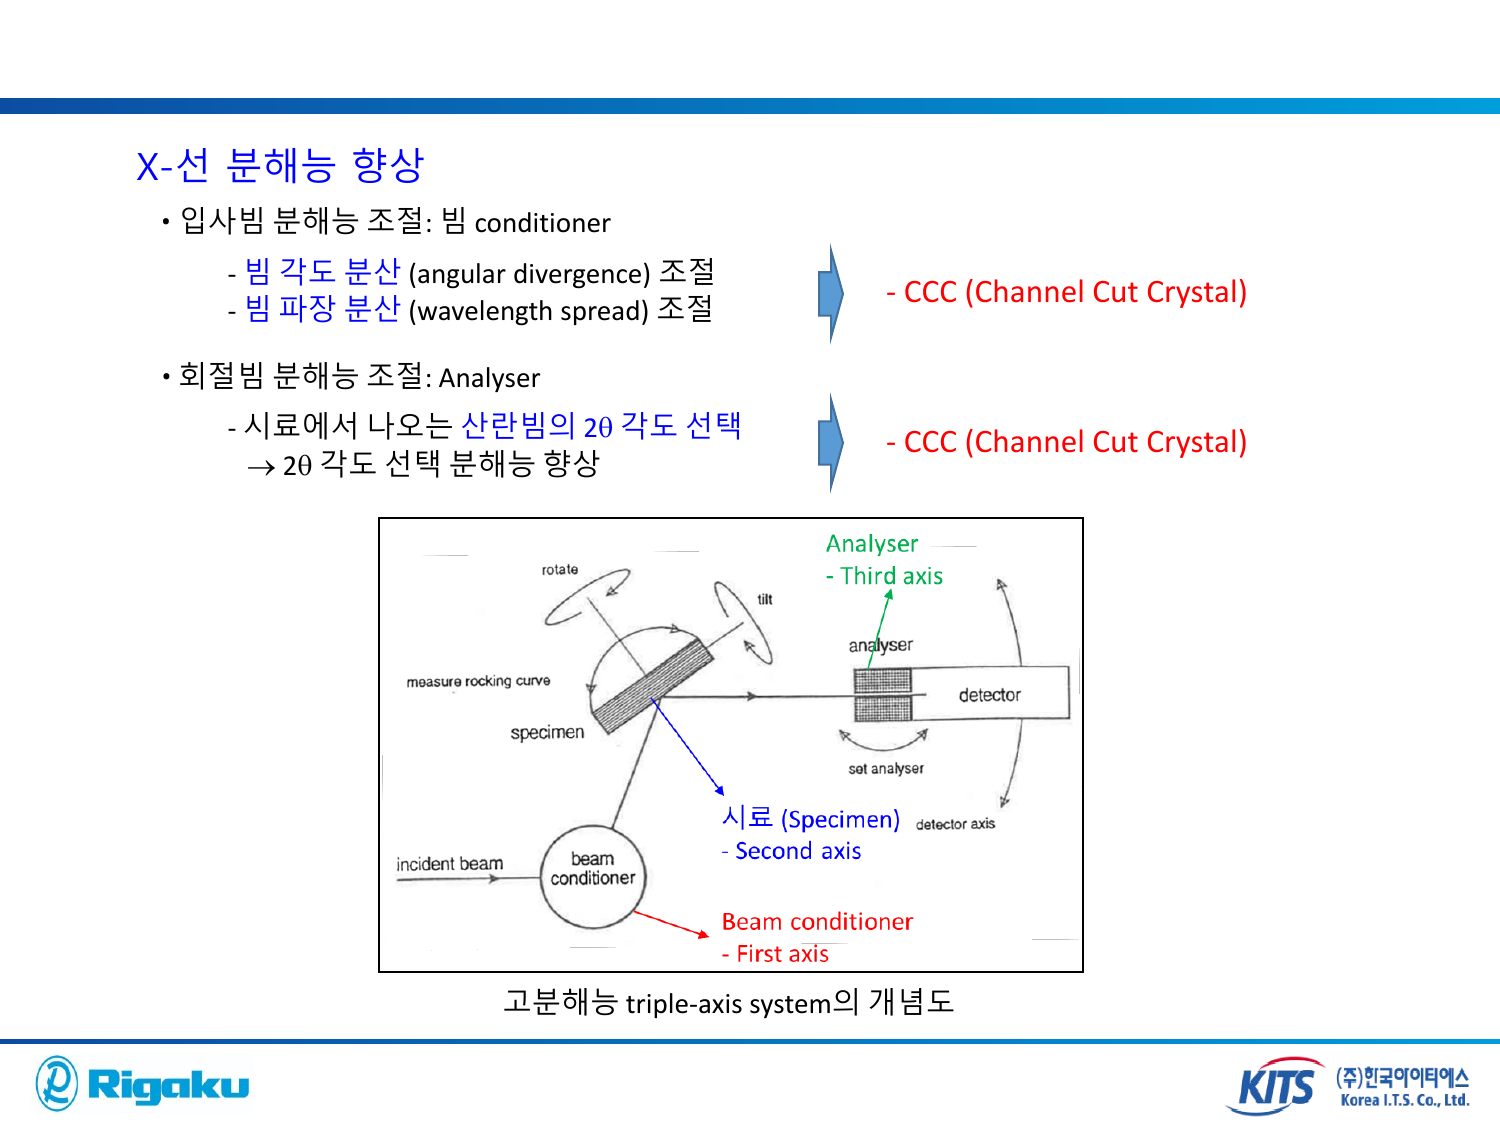 X-선 분해능 향상
• 입사빔 분해능 조절: 빔 conditioner
- 빔 각도 분산 (angular divergence) 조절
- 빔 파장 분산 (wavelength spread) 조절
- CCC (Channel Cut Crystal)
• 회절빔 분해능 조절: Analyser
- 시료에서 나오는 산란빔의 2θ 각도 선택
→ 2θ 각도 선택 분해능 향상
- CCC (Channel Cut Crystal)
Analyser
- Third axis
rotate
tilt
analyser
measure rocking curve
detector
specimen
set analyser
시료 (Specimen)
- Second axis
detector axis
incident beam
beam
conditioner
Beam conditioner
- First axis
고분해능 triple-axis system의 개념도
Rigaku
KITS
(주)한국아이티에스
Korea I.T.S. Co., Ltd.